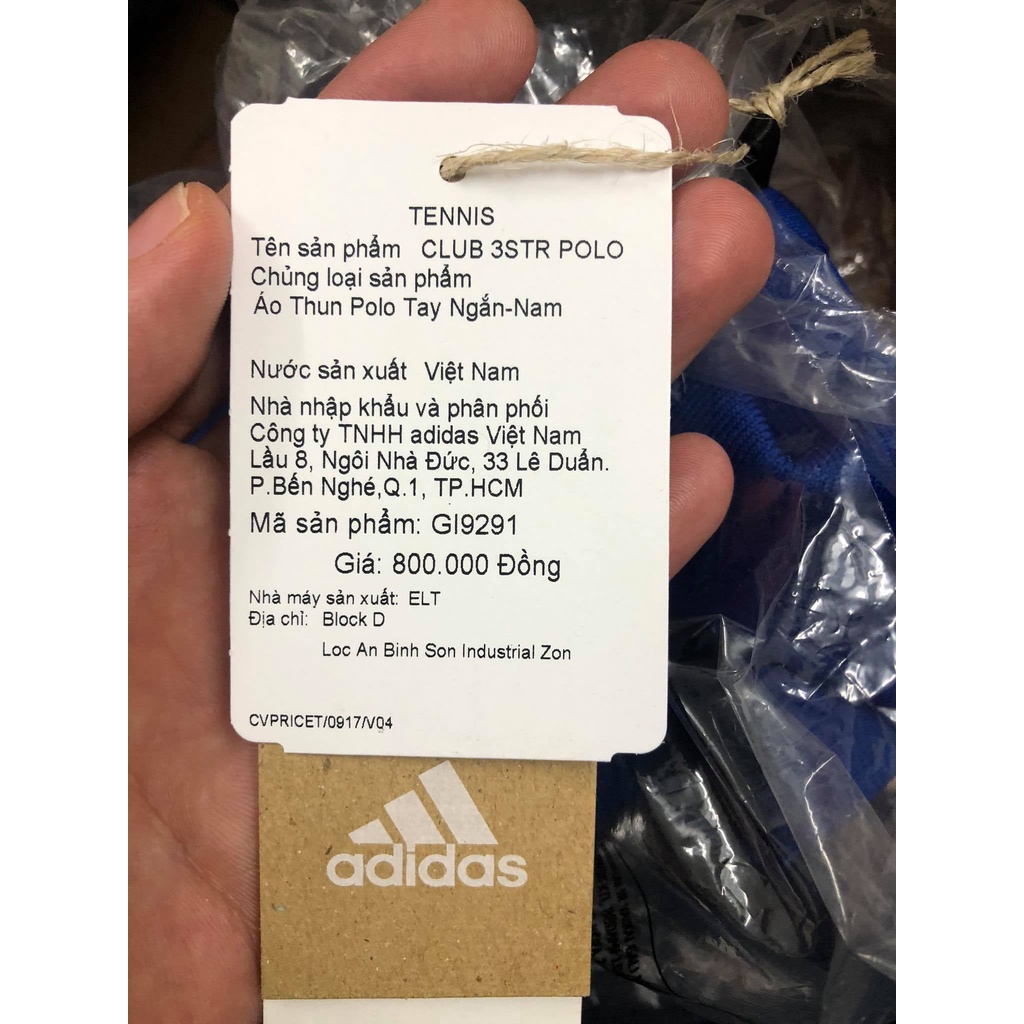 TENNIS
Tên sản phẩm CLUB 3STR POLO
Chủng loại sản phẩm
Áo Thun Polo Tay Ngắn-Nam
Nước sản xuất Việt Nam
Nhà nhập khẩu và phân phối
Công ty TNHH adidas Việt Nam
Lầu 8, Ngôi Nhà Đức, 33 Lê Duẩn.
P.Bến Nghé,Q.1, TP.HCM
Mã sản phẩm: GI9291
Giá: 800.000 Đồng
Nhà máy sản xuất: ELT
Địa chỉ: Block D
Loc An Binh Son Industrial Zon
CVPRICET/0917/V04
adidas